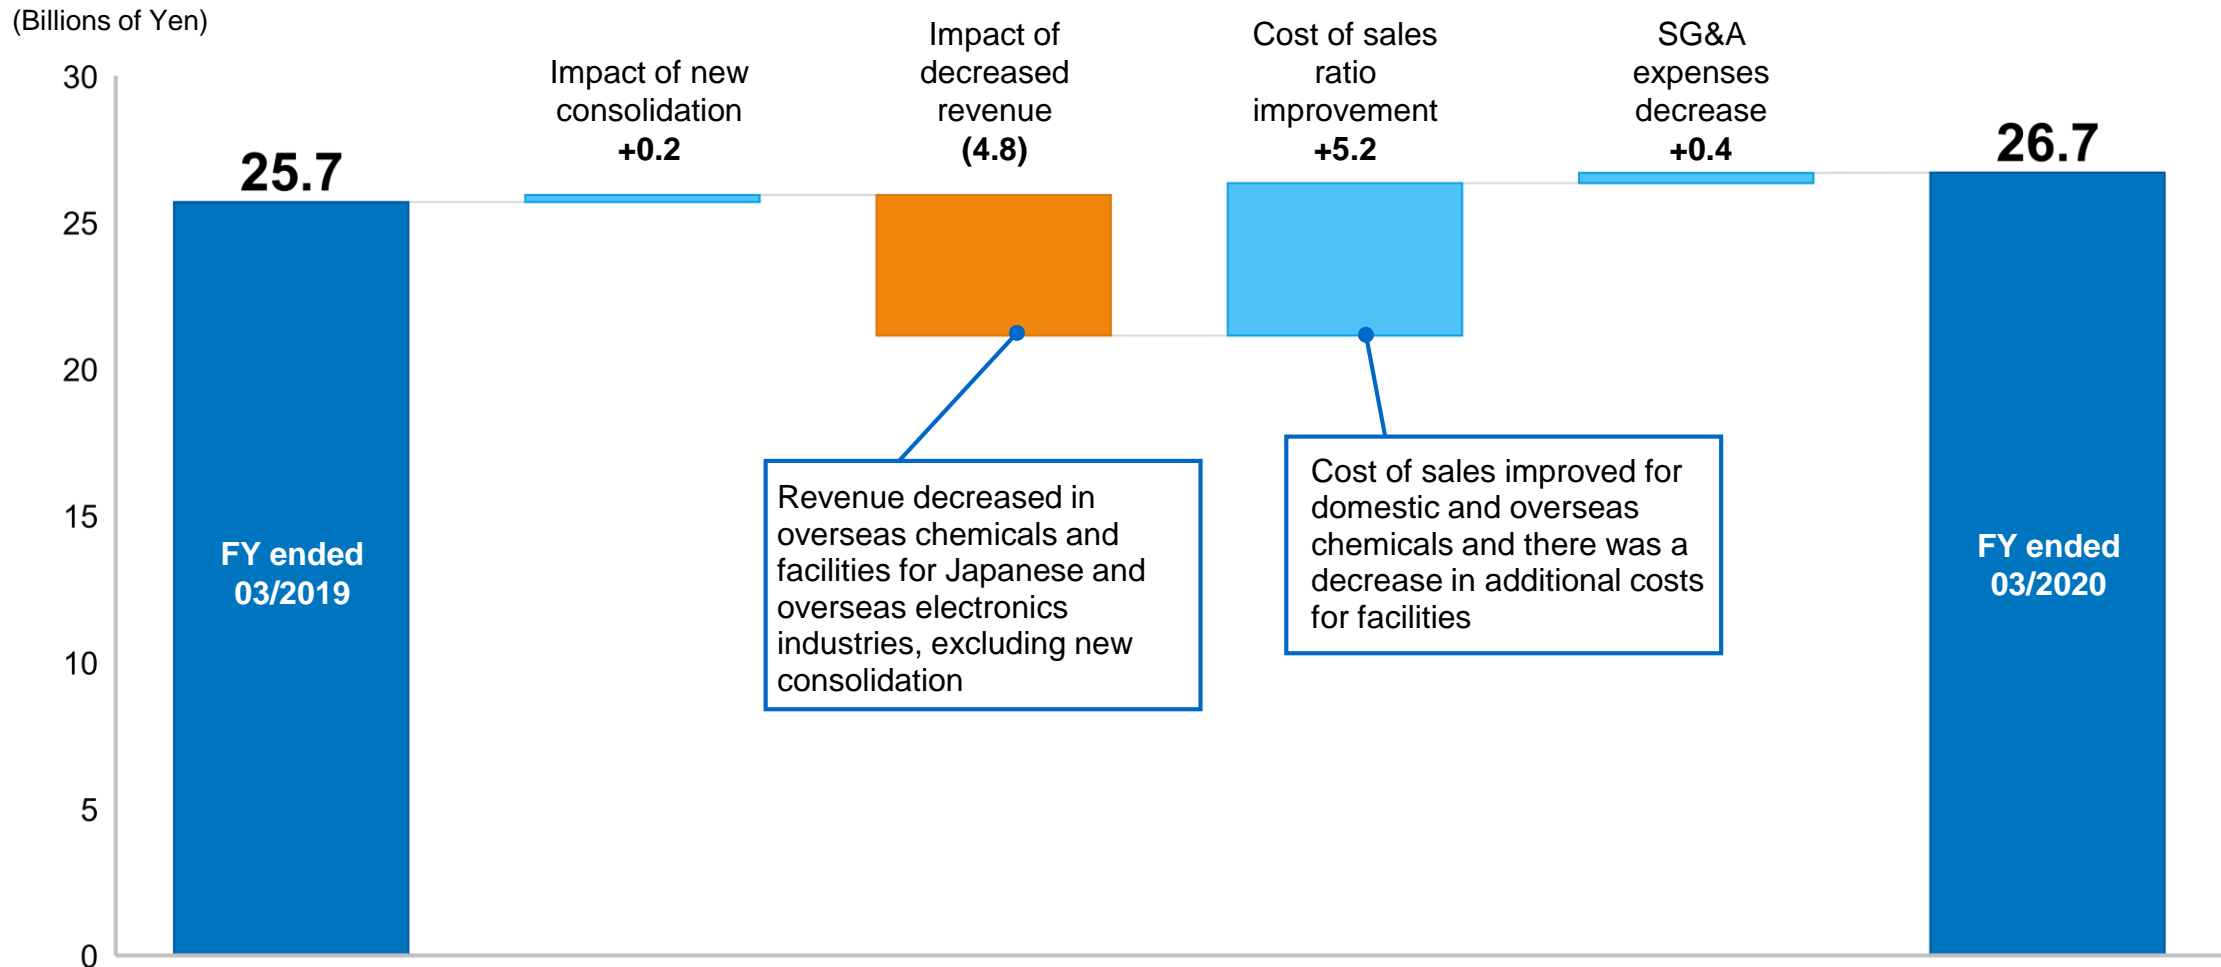 (Billions of Yen)
30
25
20
15
10
5
0
25.7
FY ended
03/2019
Impact of new
consolidation
+0.2
Impact of
decreased
revenue
(4.8)
Cost of sales
ratio
improvement
+5.2
SG&A
expenses
decrease
+0.4
26.7
FY ended
03/2020
Revenue decreased in
overseas chemicals and
facilities for Japanese and
overseas electronics
industries, excluding new
consolidation
Cost of sales improved for
domestic and overseas
chemicals and there was a
decrease in additional costs
for facilities